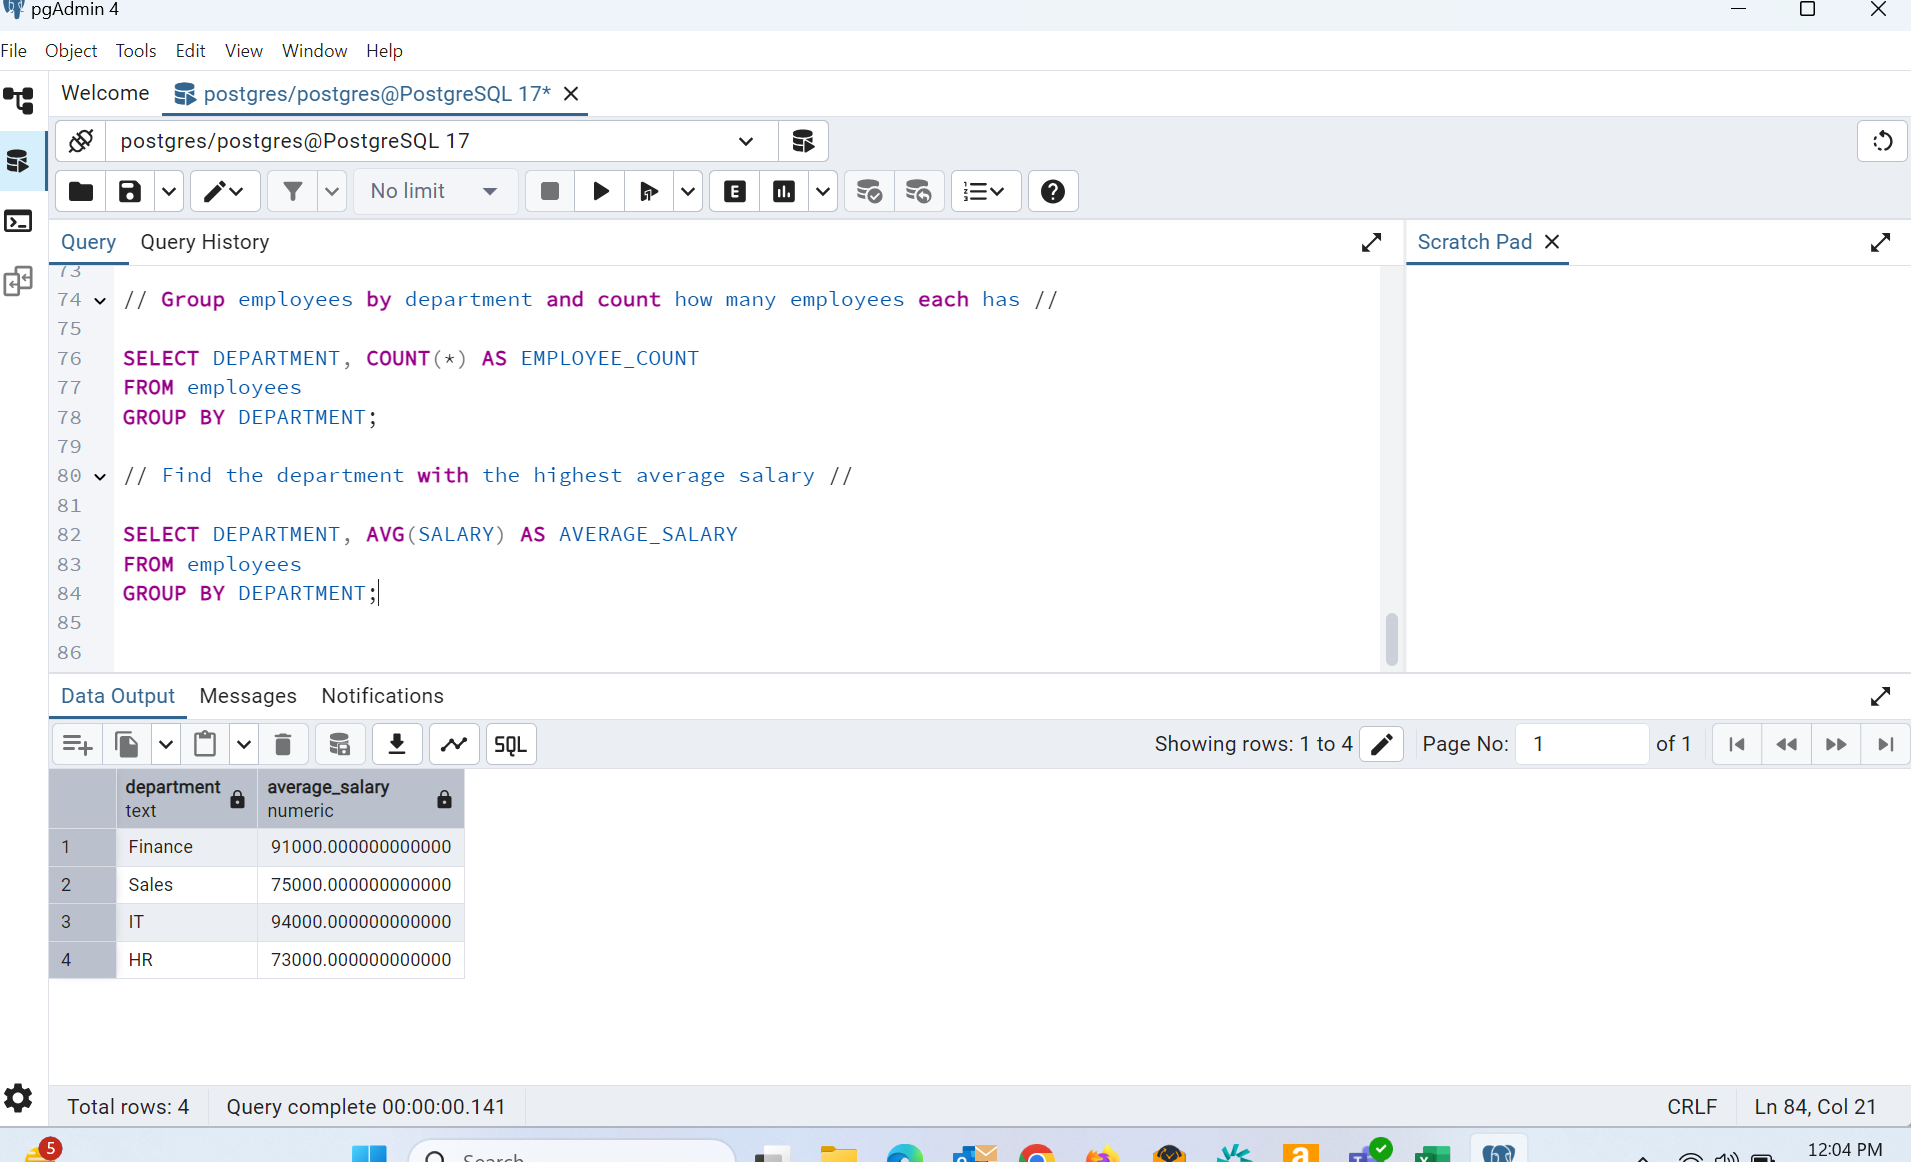 pgAdmin 4
File Object Tools Edit View Window Help
Welcome postgres/postgres@PostgreSQL 17*
postgres/postgres@PostgreSQL 17
No limit E
Query Query History Scratch Pad
73
74 // Group employees by department and count how many employees each has //
75
76 SELECT DEPARTMENT, COUNT(*) AS EMPLOYEE_COUNT
77 FROM employees
78 GROUP BY DEPARTMENT;
79
80 // Find the department with the highest average salary //
81
82 SELECT DEPARTMENT, AVG(SALARY) AS AVERAGE_SALARY
83 FROM employees
84 GROUP BY DEPARTMENT;
85
86
Data Output Messages Notifications
SQL Showing rows: 1 to 4 Page No: 1 of 1
department average_salary
text numeric
1 Finance 91000.000000000000
2 Sales 75000.000000000000
3 IT 94000.000000000000
4 HR 73000.000000000000
Total rows: 4 Query complete 00:00:00.141 CRLF Ln 84, Col 21
5 Search 12:04 PM